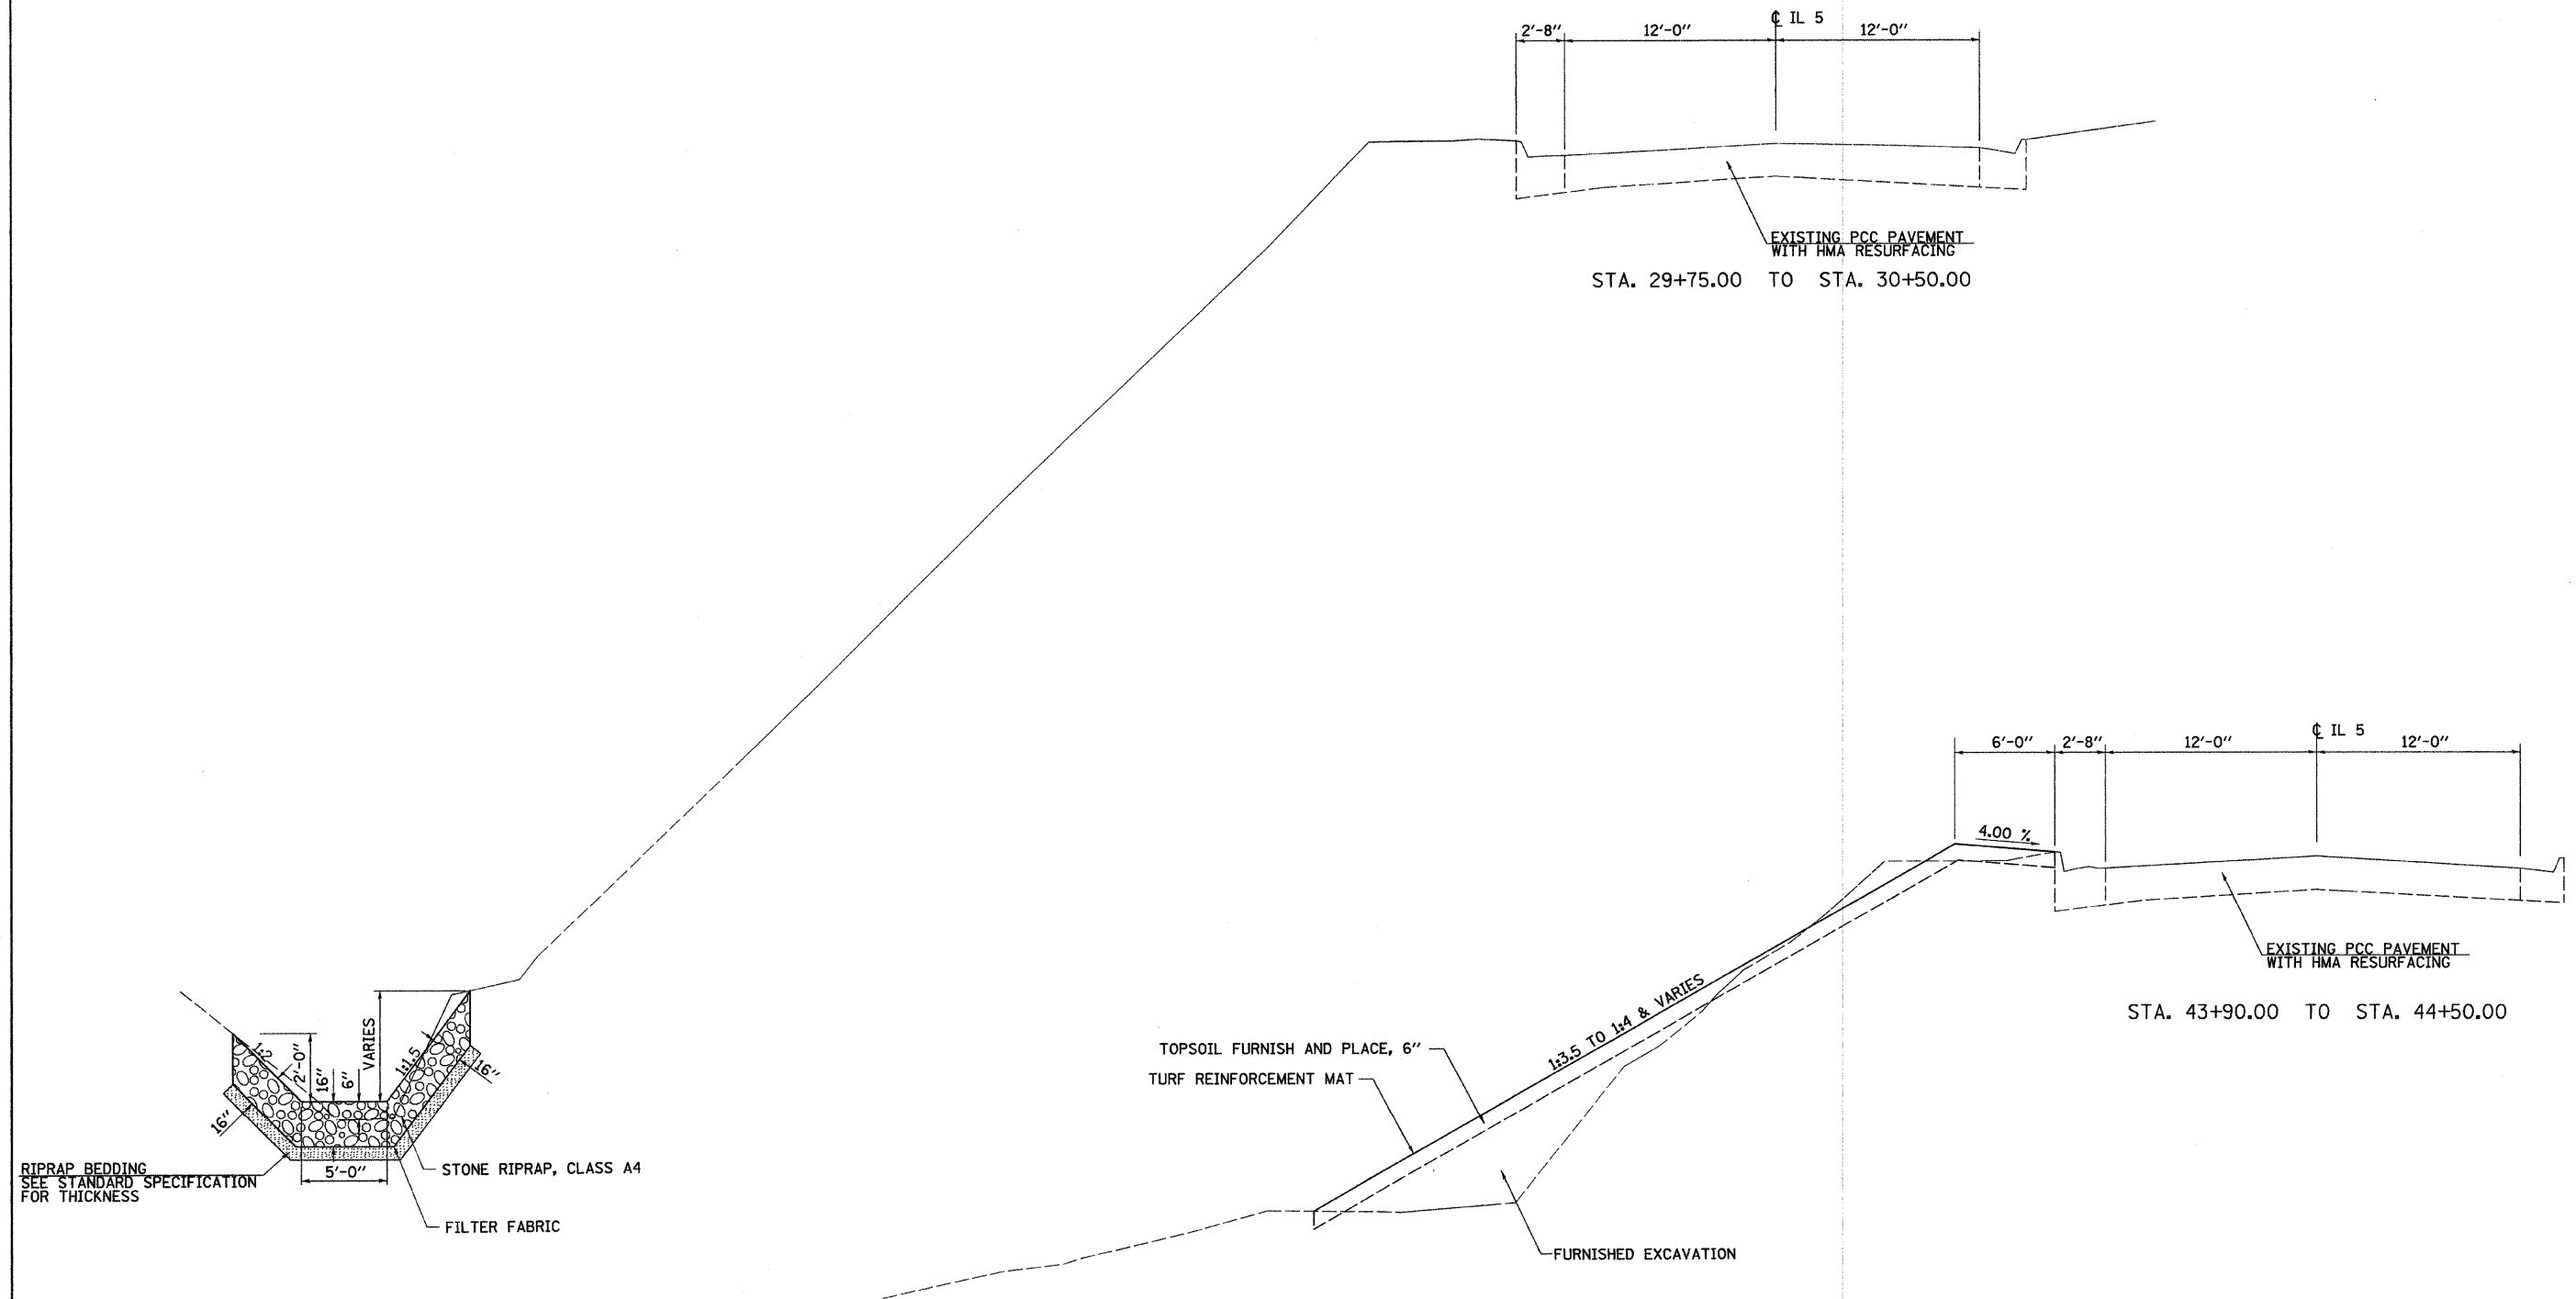 ℄ IL 5
2'-8" 12'-0" 12'-0"
EXISTING PCC PAVEMENT
WITH HMA RESURFACING
STA. 29+75.00 TO STA. 30+50.00
℄ IL 5
6'-0" 2'-8" 12'-0" 12'-0"
4.00 %
EXISTING PCC PAVEMENT
WITH HMA RESURFACING
STA. 43+90.00 TO STA. 44+50.00
1:3.5 TO 1:4 & VARIES
TOPSOIL FURNISH AND PLACE, 6"
TURF REINFORCEMENT MAT
FURNISHED EXCAVATION
1:2
2'-0"
16"
6"
VARIES
1:1.5
16"
16"
5'-0"
RIPRAP BEDDING
SEE STANDARD SPECIFICATION
FOR THICKNESS
STONE RIPRAP, CLASS A4
FILTER FABRIC